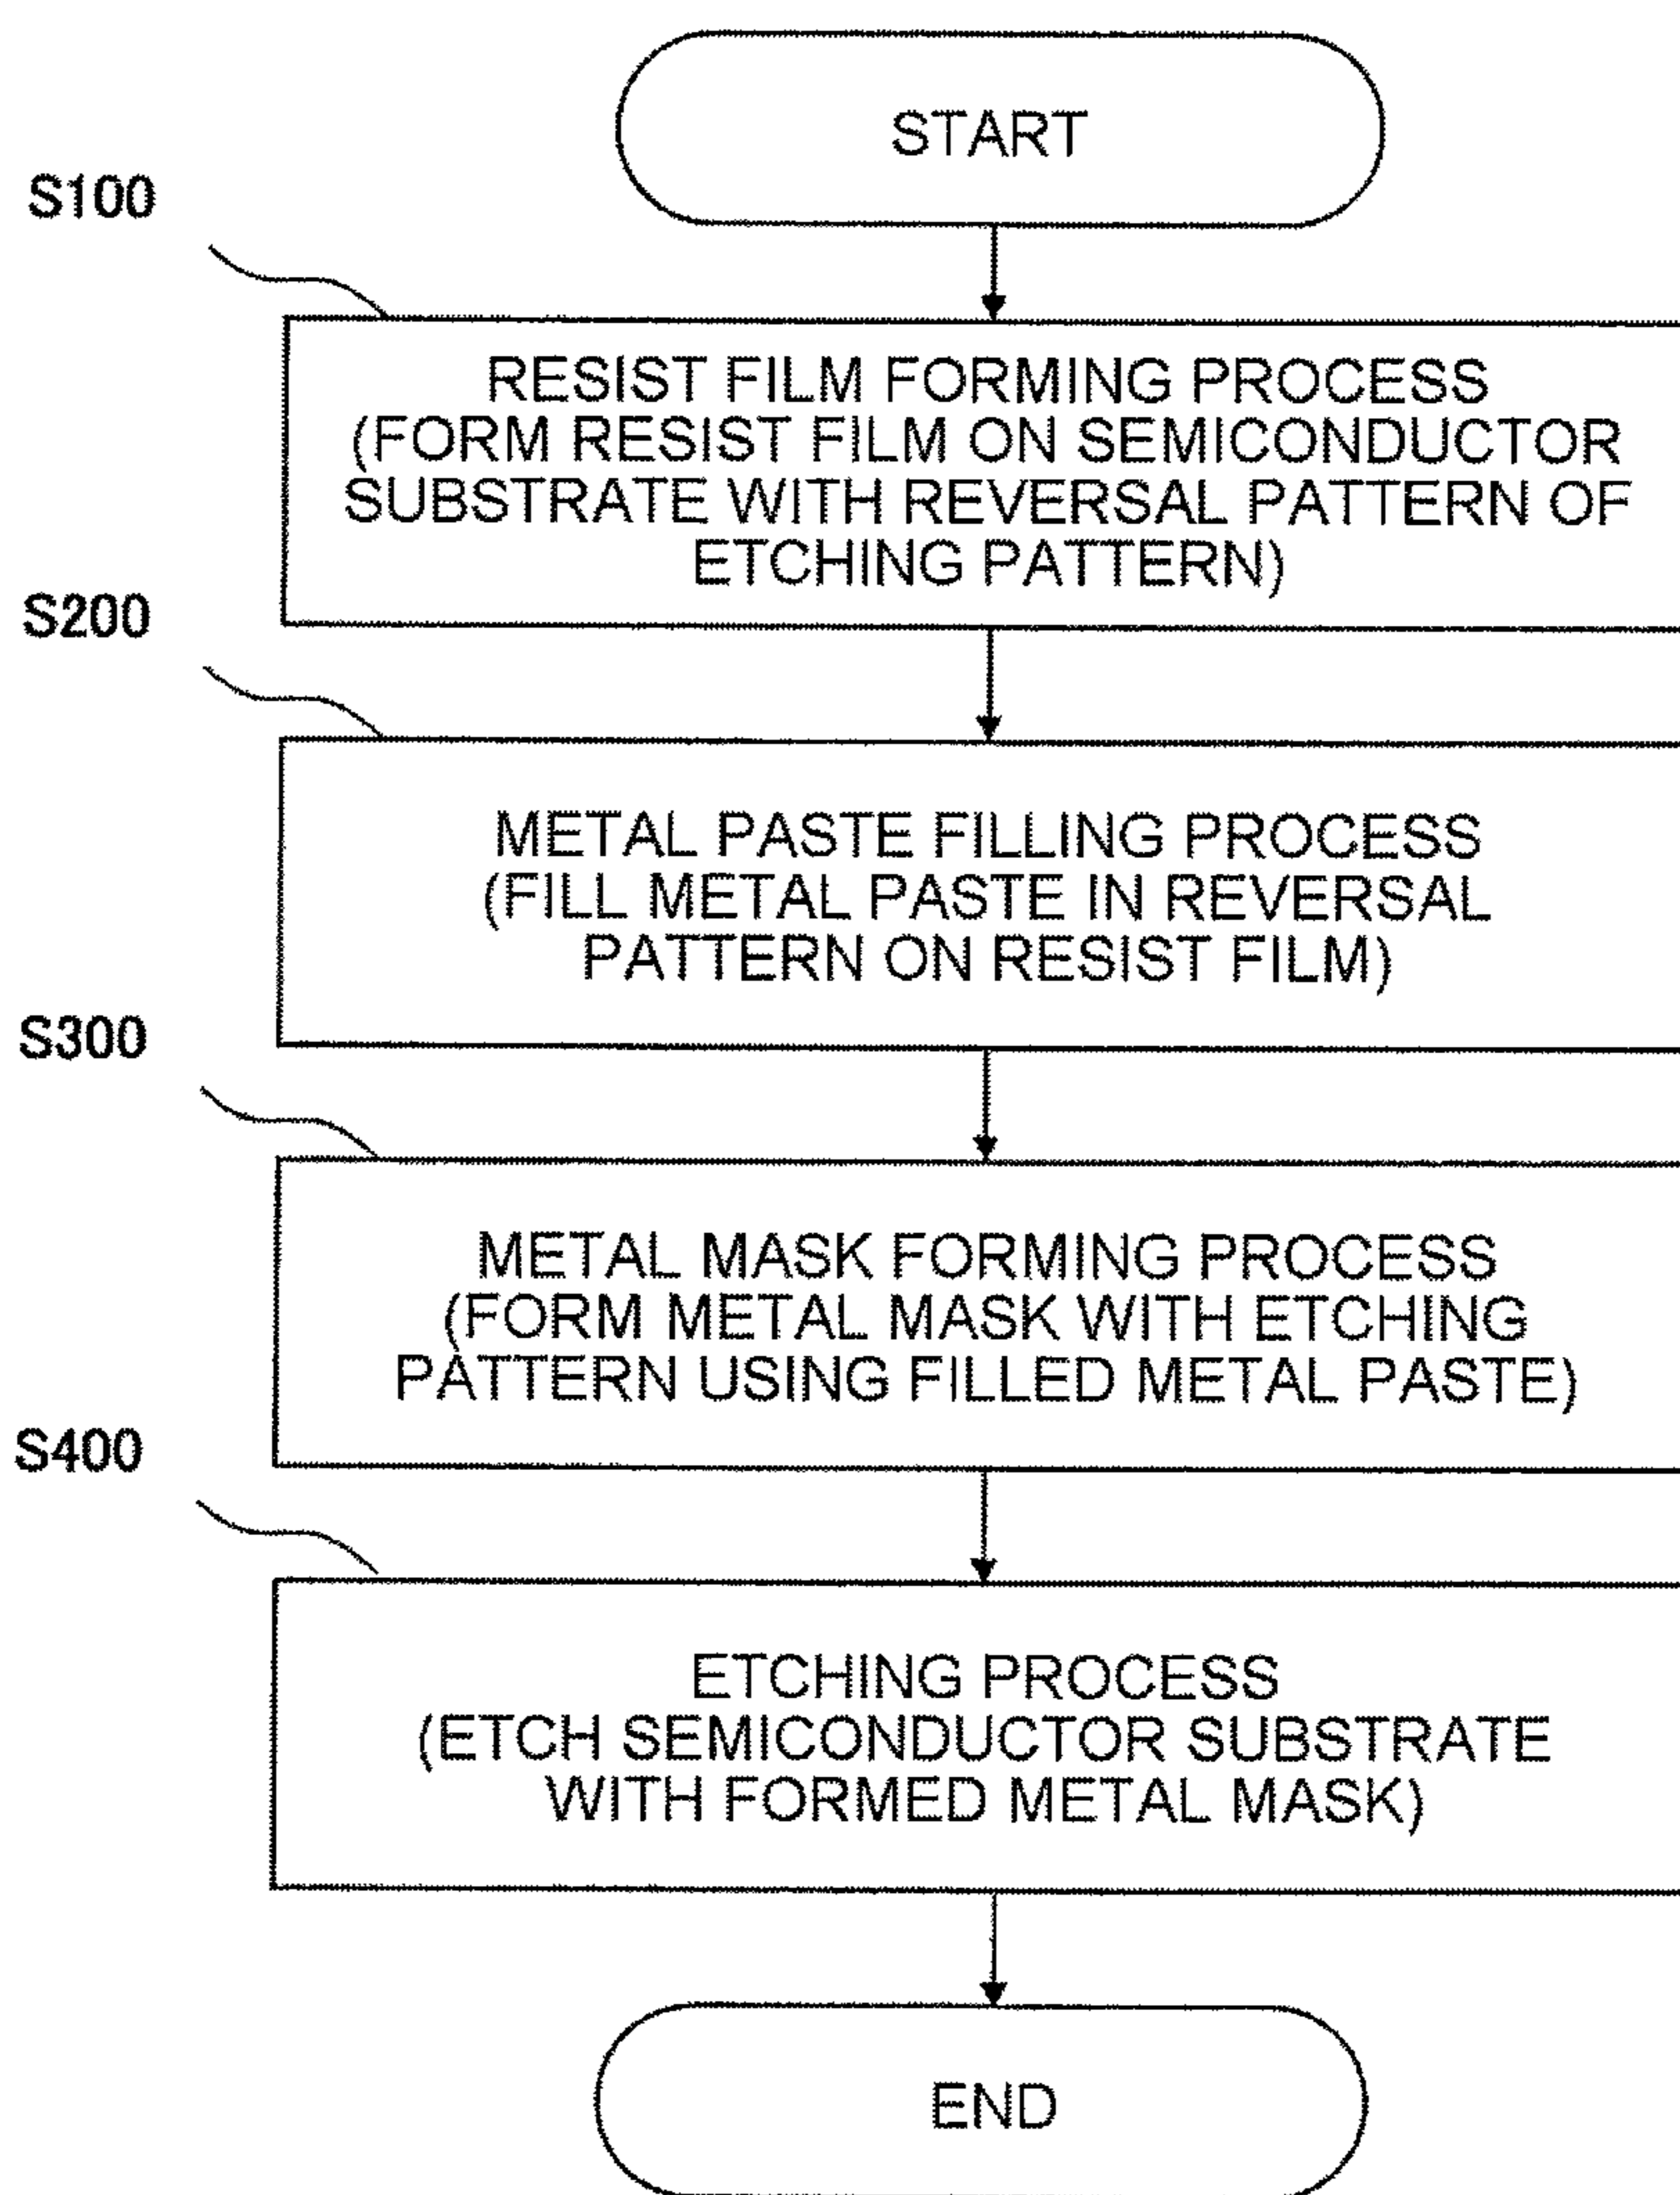 START
S100
RESIST FILM FORMING PROCESS
(FORM RESIST FILM ON SEMICONDUCTOR
SUBSTRATE WITH REVERSAL PATTERN OF
ETCHING PATTERN)
S200
METAL PASTE FILLING PROCESS
(FILL METAL PASTE IN REVERSAL
PATTERN ON RESIST FILM)
S300
METAL MASK FORMING PROCESS
(FORM METAL MASK WITH ETCHING
PATTERN USING FILLED METAL PASTE)
S400
ETCHING PROCESS
(ETCH SEMICONDUCTOR SUBSTRATE
WITH FORMED METAL MASK)
END